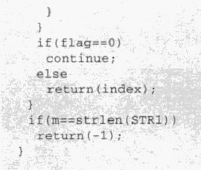 }
}
if(flag==0)
continue;
else
return(index);
}
if(m==strlen(STR1))
return(-1);
}